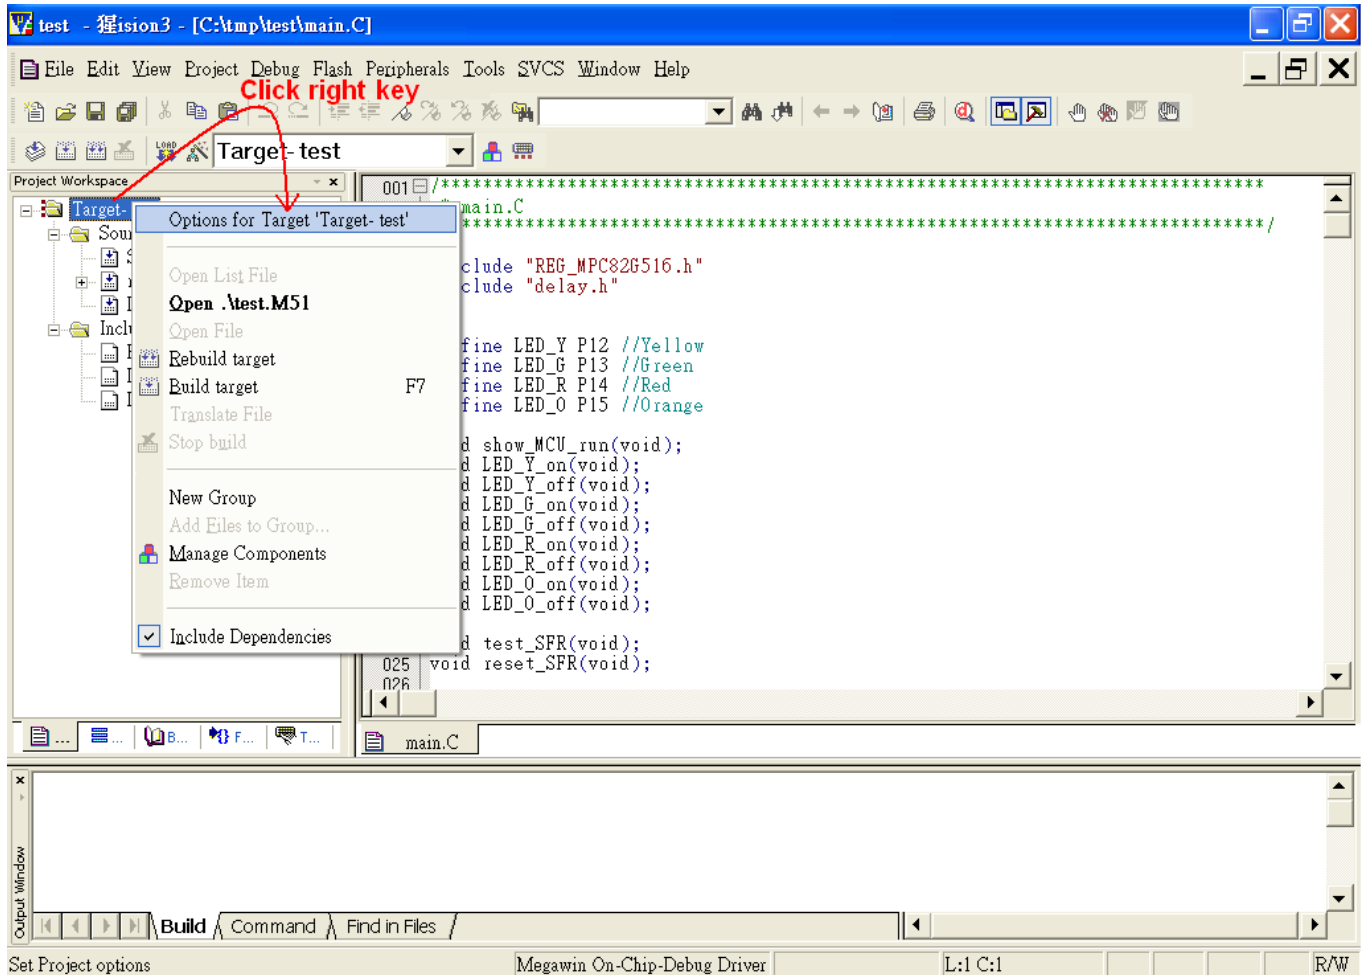 test - 猩ision3 - [C:\tmp\test\main.C]
File Edit View Project Debug Flash Peripherals Tools SVCS Window Help
Click right key
LOAD
Target- test
Project Workspace
Target-
Sour
Inclu
Options for Target 'Target- test'
Open List File
Open .\test.M51
Open File
Rebuild target
Build target F7
Translate File
Stop build
New Group
Add Files to Group...
Manage Components
Remove Item
Include Dependencies
001 /******************************************************************************
main.C
******************************************************************************/
clude "REG_MPC82G516.h"
clude "delay.h"
fine LED_Y P12 //Yellow
fine LED_G P13 //Green
fine LED_R P14 //Red
fine LED_O P15 //Orange
d show_MCU_run(void);
d LED_Y_on(void);
d LED_Y_off(void);
d LED_G_on(void);
d LED_G_off(void);
d LED_R_on(void);
d LED_R_off(void);
d LED_O_on(void);
d LED_O_off(void);
d test_SFR(void);
025 void reset_SFR(void);
026
... ... B... F... T...
main.C
Output Window
Build Command Find in Files
Set Project options Megawin On-Chip-Debug Driver L:1 C:1 R/W